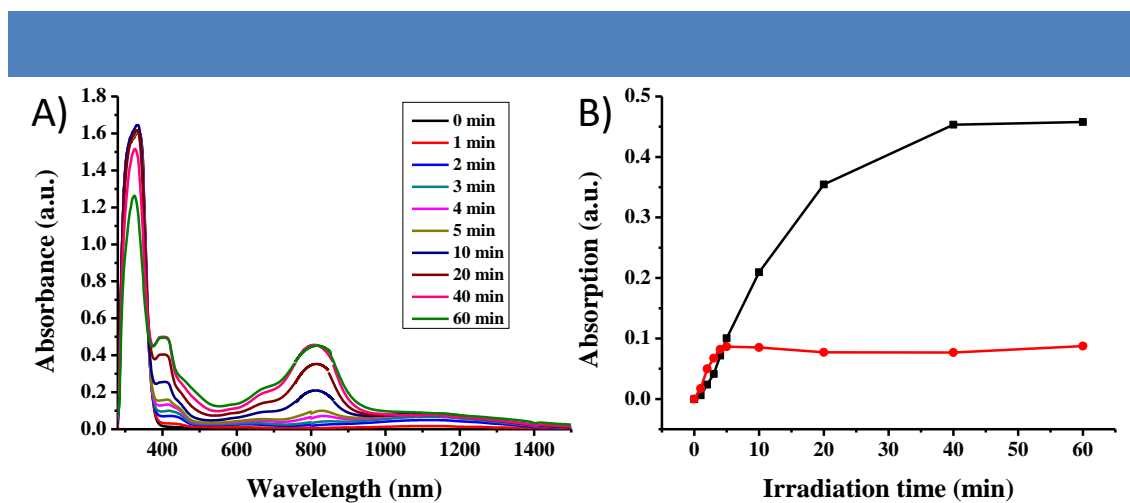 A)
Absorbance (a.u.)
1.8
1.6
1.4
1.2
1.0
0.8
0.6
0.4
0.2
0.0
400
600
800
1000
1200
1400
Wavelength (nm)
0 min
1 min
2 min
3 min
4 min
5 min
10 min
20 min
40 min
60 min
B)
Absorption (a.u.)
0.5
0.4
0.3
0.2
0.1
0.0
0
10
20
30
40
50
60
Irradiation time (min)